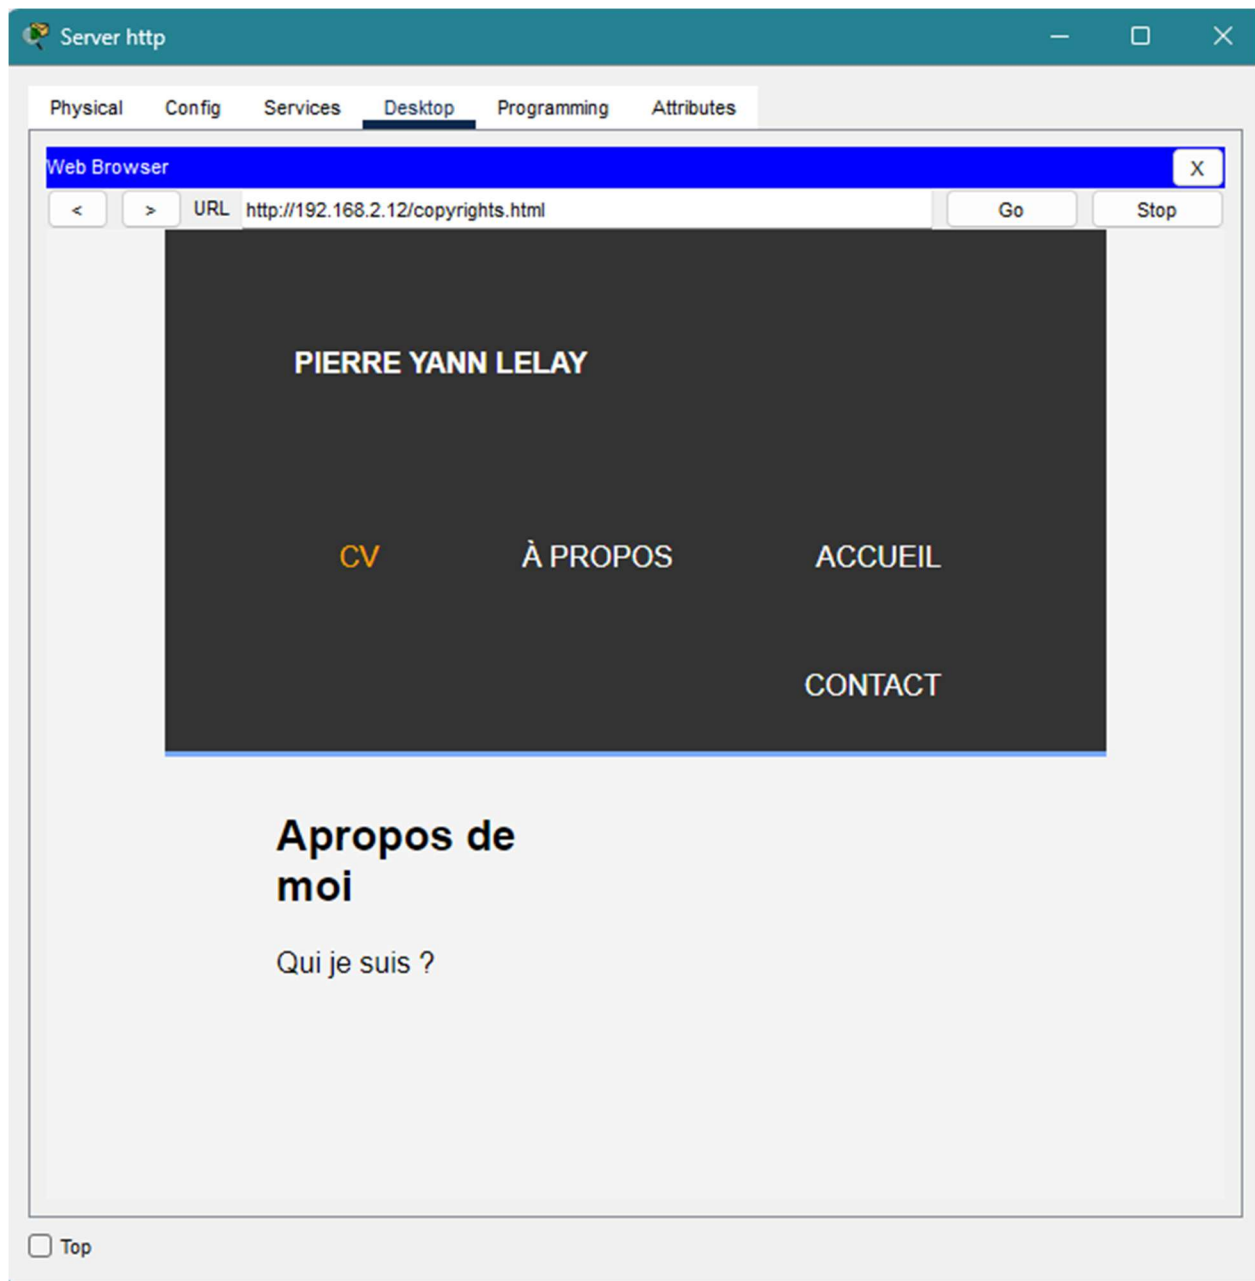 Server http
Physical Config Services Desktop Programming Attributes
Web Browser X
< > URL http://192.168.2.12/copyrights.html Go Stop
PIERRE YANN LELAY
CV À PROPOS ACCUEIL
CONTACT
Apropos de
moi
Qui je suis ?
Top